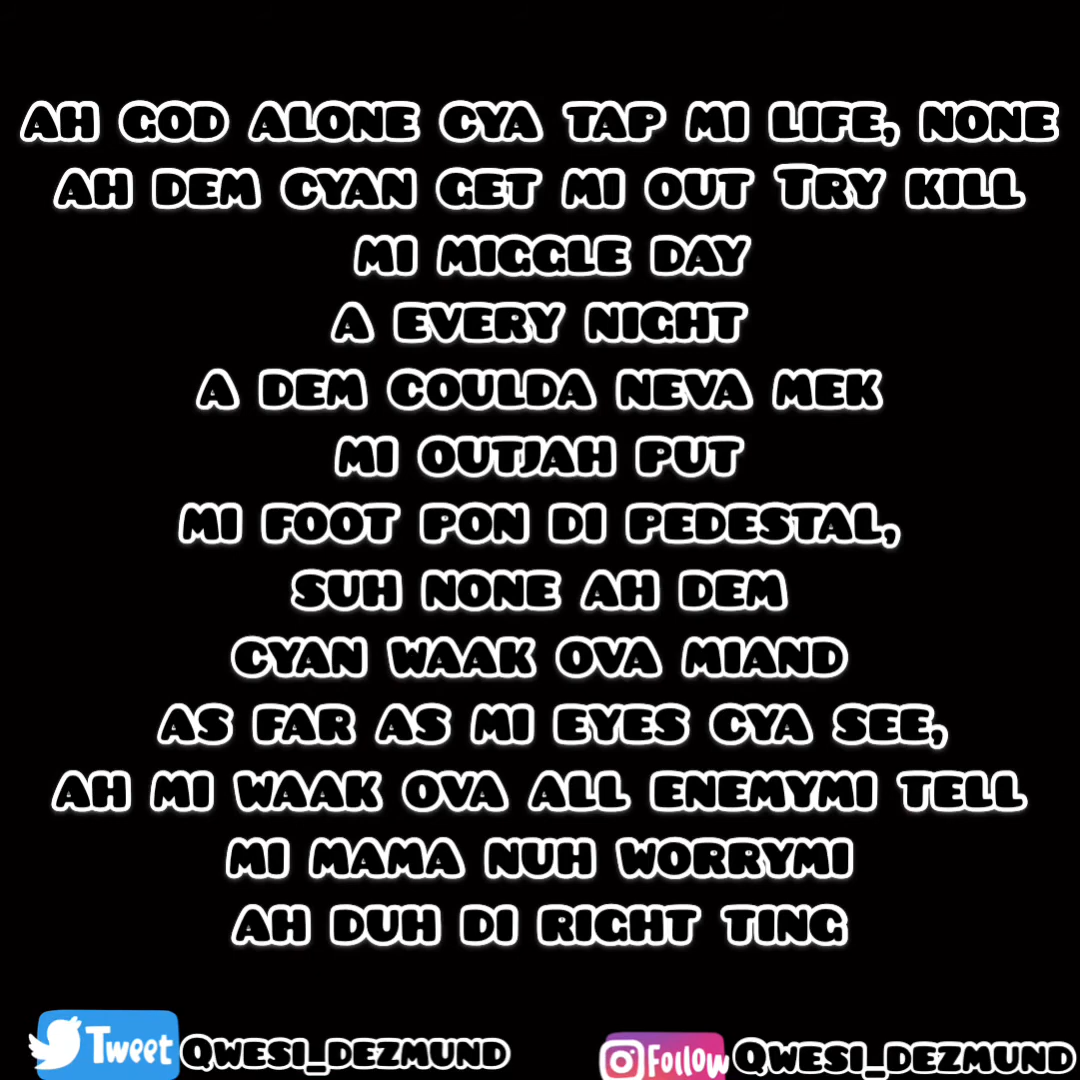 AH GOD ALONE CYA TAP MI LIFE, NONE
AH DEM CYAN GET MI OUT TRY KILL
MI MIGGLE DAY
A EVERY NIGHT
A DEM COULDA NEVA MEK
MI OUTJAH PUT
MI FOOT PON DI PEDESTAL,
SUH NONE AH DEM
CYAN WAAK OVA MIAND
AS FAR AS MI EYES CYA SEE,
AH MI WAAK OVA ALL ENEMYMI TELL
MI MAMA NUH WORRYMI
AH DUH DI RIGHT TING
Tweet QWESI_DEZMUND
Follow QWESI_DEZMUND